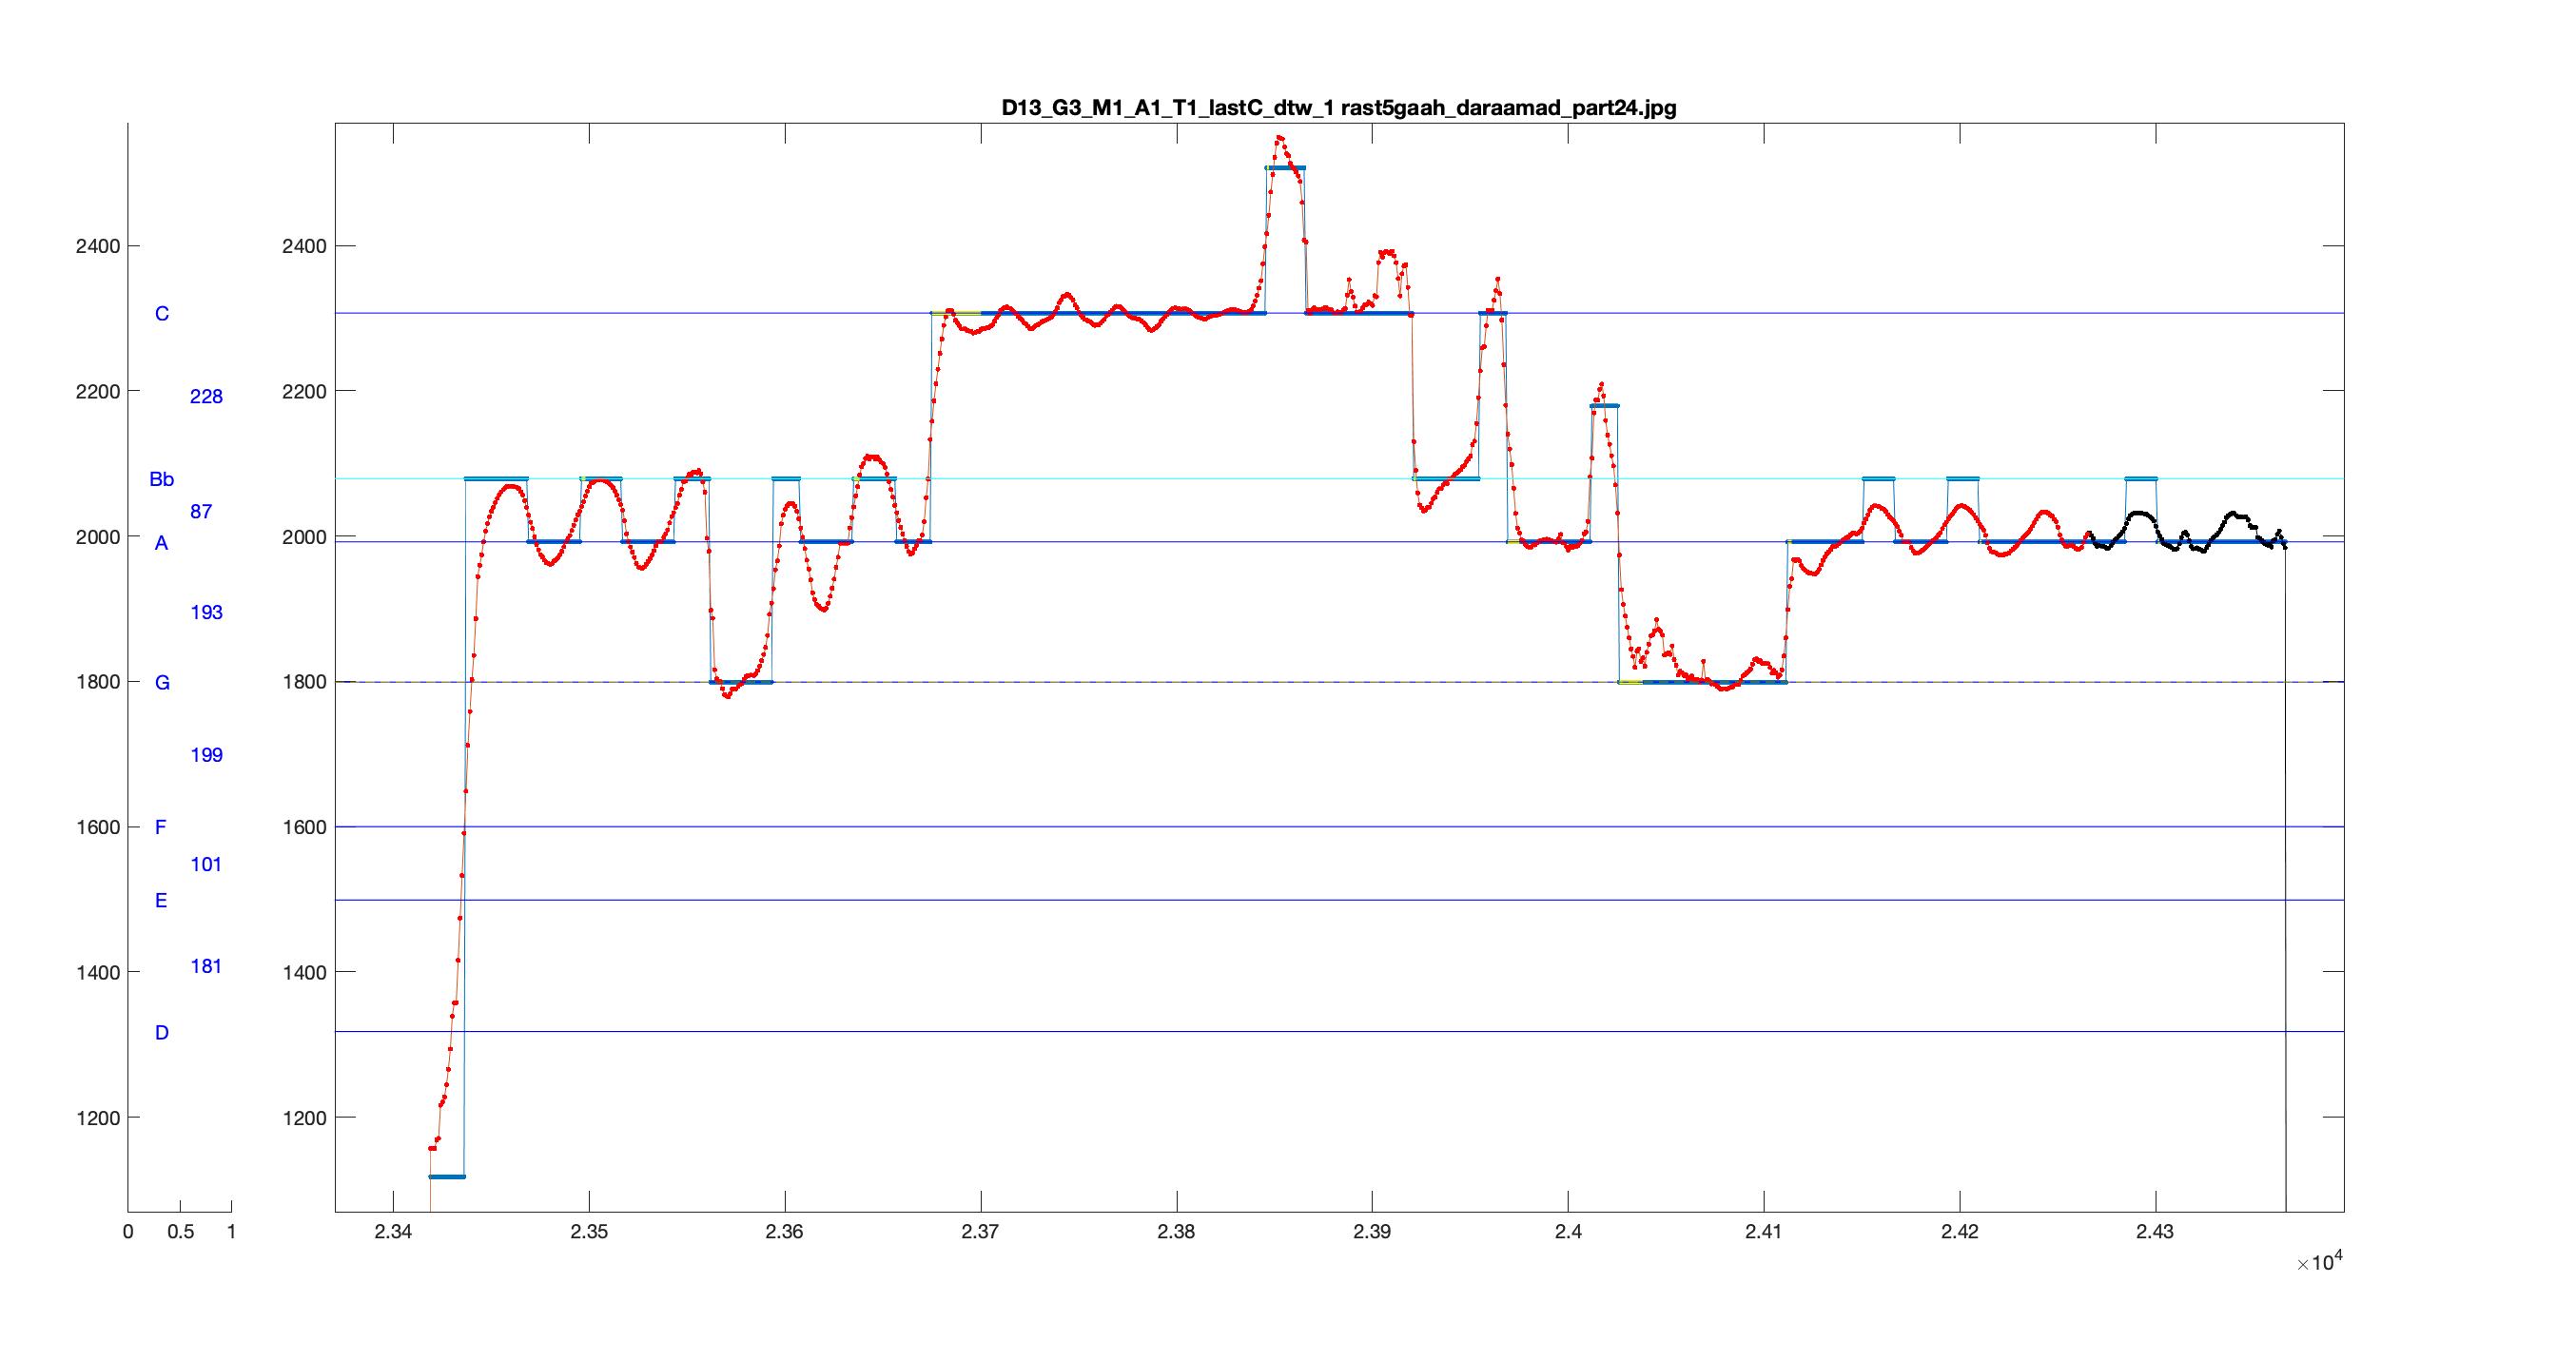 D13_G3_M1_A1_T1_lastC_dtw_1 rast5gaah_daraamad_part24.jpg
2400 2400
C
2200 228 2200
Bb
87
2000 A 2000
193
1800 G 1800
199
1600 F 1600
101
E
1400 181 1400
D
1200 1200
0 0.5 1 2.34 2.35 2.36 2.37 2.38 2.39 2.4 2.41 2.42 2.43
×10⁴